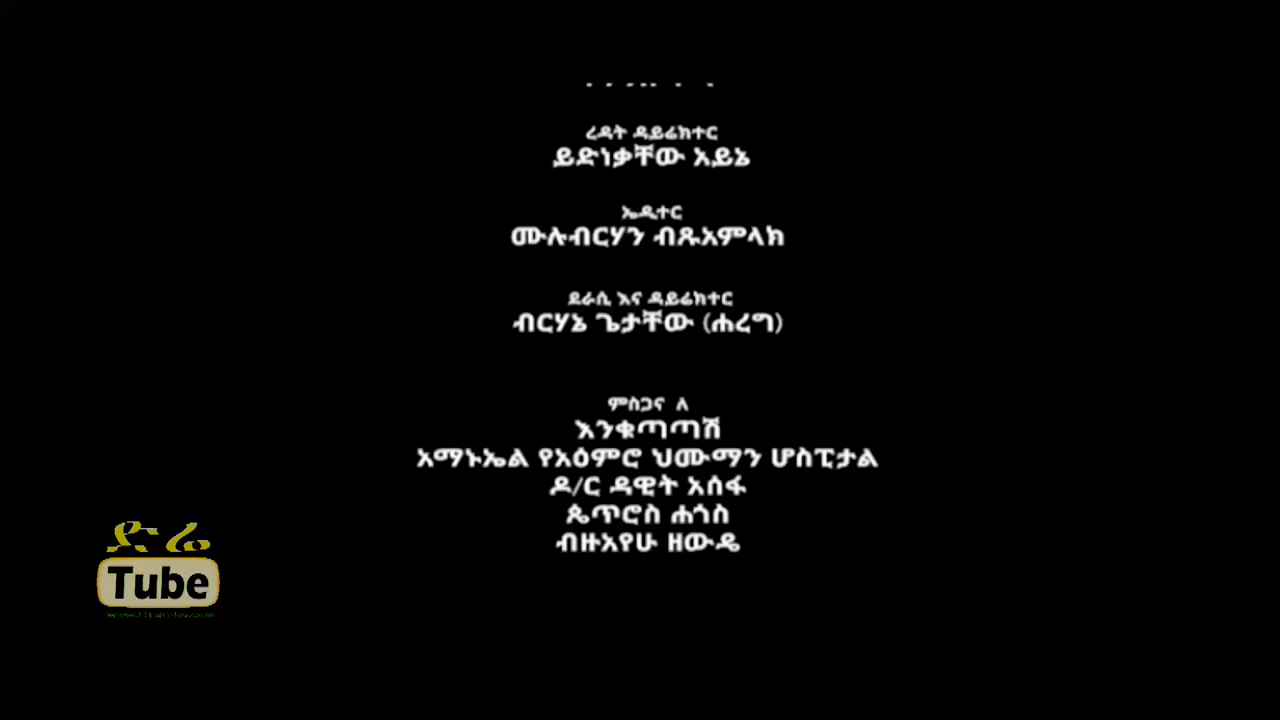 ረዳት ዳይሬክተር
ይድነቃቸው አይኔ
ኤዲተር
ሙሉብርሃን ብጹአምላክ
ደራሲ እና ዳይሬክተር
ብርሃኔ ጌታቸው (ሐረግ)
ምስጋና ለ
እንቁጣጣሽ
አማኑኤል የአዕምሮ ህሙማን ሆስፒታል
ዶ/ር ዳዊት አሰፋ
ጴጥሮስ ሐጎስ
ብዙአየሁ ዘውዴ
ድሬ
Tube